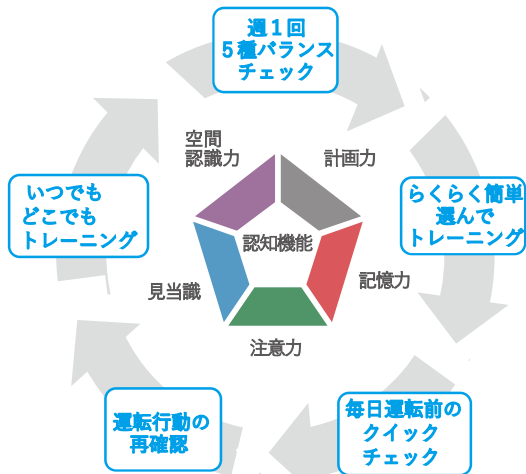 週1回
5種バランス
チェック
らくらく簡単
選んで
トレーニング
毎日運転前の
クイック
チェック
運転行動の
再確認
いつでも
どこでも
トレーニング
空間
認識力
計画力
認知機能
見当識
記憶力
注意力